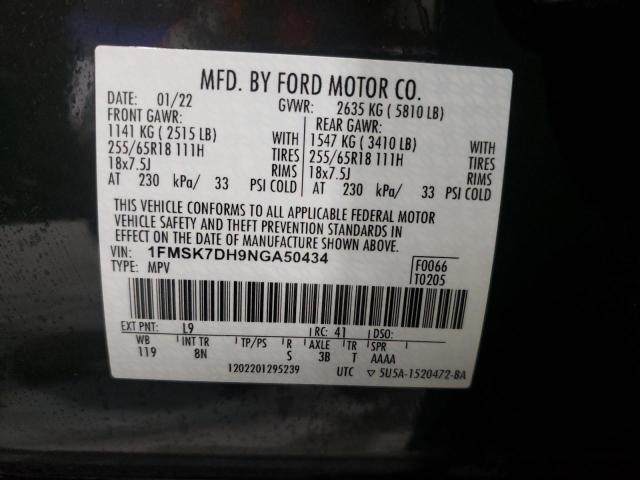 MFD. BY FORD MOTOR CO.
DATE: 01/22 GVWR: 2635 KG ( 5810 LB)
FRONT GAWR: REAR GAWR:
1141 KG ( 2515 LB) WITH 1547 KG ( 3410 LB) WITH
255/65R18 111H TIRES 255/65R18 111H TIRES
18x7.5J RIMS 18x7.5J RIMS
AT 230 kPa/ 33 PSI COLD AT 230 kPa/ 33 PSI COLD
THIS VEHICLE CONFORMS TO ALL APPLICABLE FEDERAL MOTOR
VEHICLE SAFETY AND THEFT PREVENTION STANDARDS IN
EFFECT ON THE DATE OF MANUFACTURE SHOWN ABOVE.
VIN: 1FMSK7DH9NGA50434 F0066
TYPE: MPV T0205
EXT PNT: L9 RC: 41 DSO:
WB INT TR TP/PS R AXLE TR SPR
119 8N S 3B T AAAA
1202201295239 UTC ▽ 5U5A-1520472-BA